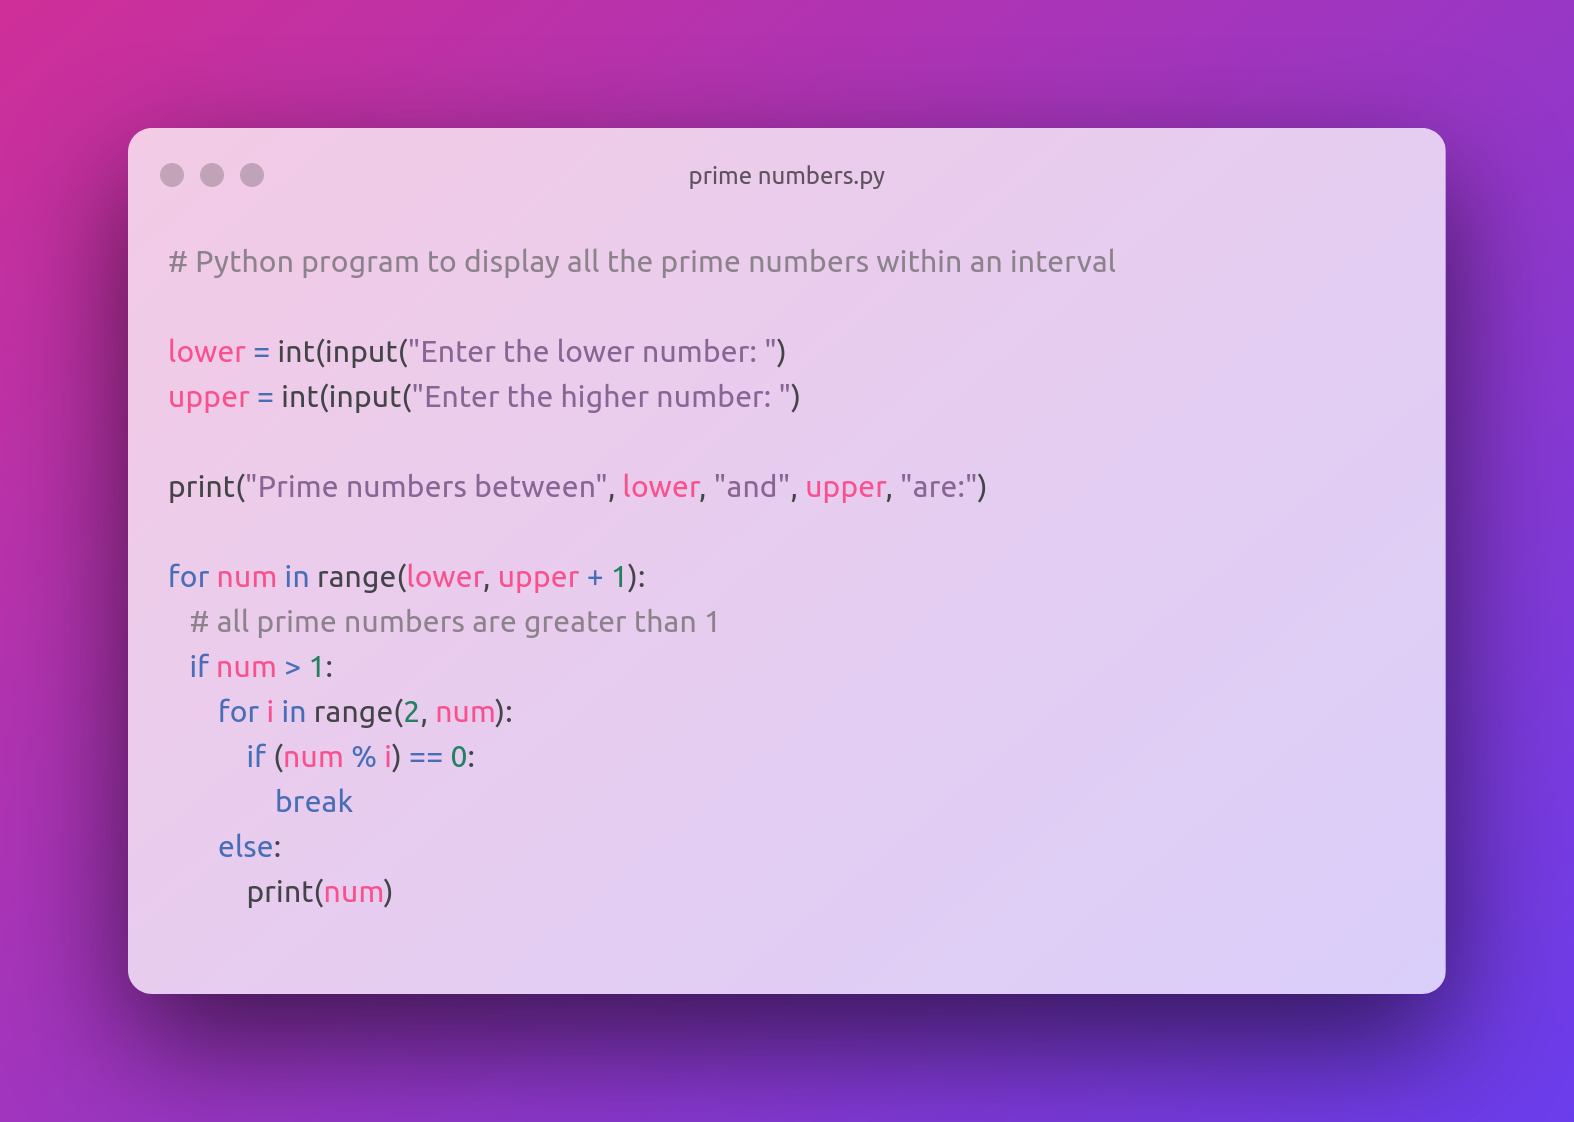 prime numbers.py
# Python program to display all the prime numbers within an interval
lower = int(input("Enter the lower number: ")
upper = int(input("Enter the higher number: ")
print("Prime numbers between", lower, "and", upper, "are:")
for num in range(lower, upper + 1):
   # all prime numbers are greater than 1
   if num > 1:
       for i in range(2, num):
           if (num % i) == 0:
               break
       else:
           print(num)